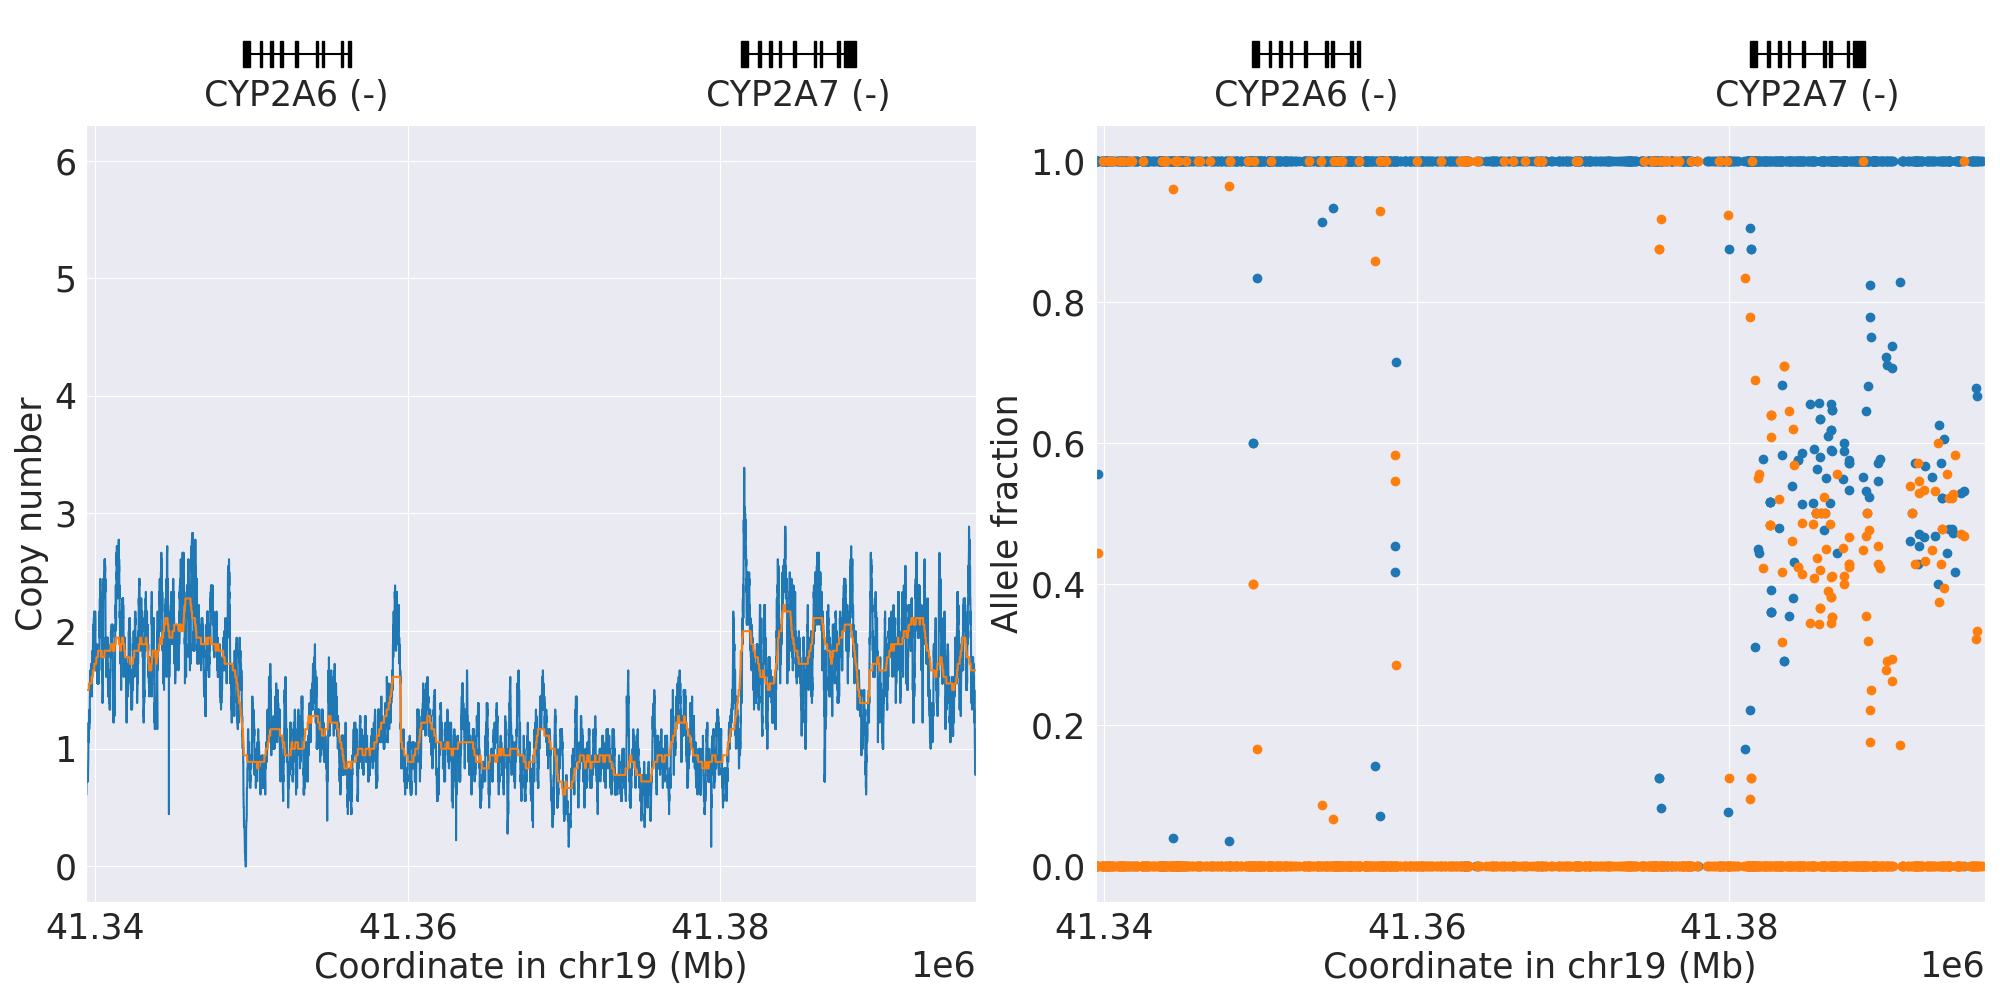 CYP2A6 (-)
CYP2A7 (-)
6
5
4
3
2
1
0
Copy number
41.34
41.36
41.38
Coordinate in chr19 (Mb)
1e6
CYP2A6 (-)
CYP2A7 (-)
1.0
0.8
0.6
0.4
0.2
0.0
Allele fraction
41.34
41.36
41.38
Coordinate in chr19 (Mb)
1e6